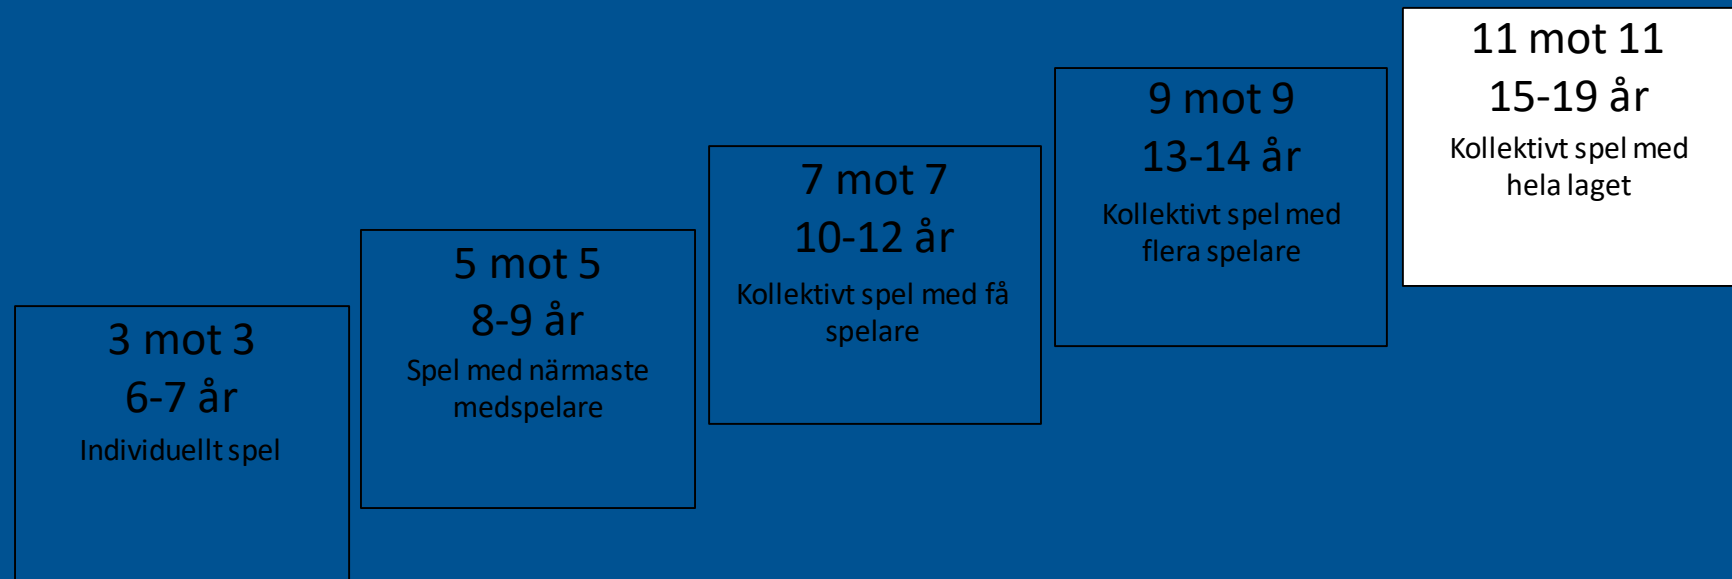 3 mot 3
6-7 år
Individuellt spel
5 mot 5
8-9 år
Spel med närmaste
medspelare
7 mot 7
10-12 år
Kollektivt spel med få
spelare
9 mot 9
13-14 år
Kollektivt spel med
flera spelare
11 mot 11
15-19 år
Kollektivt spel med
hela laget